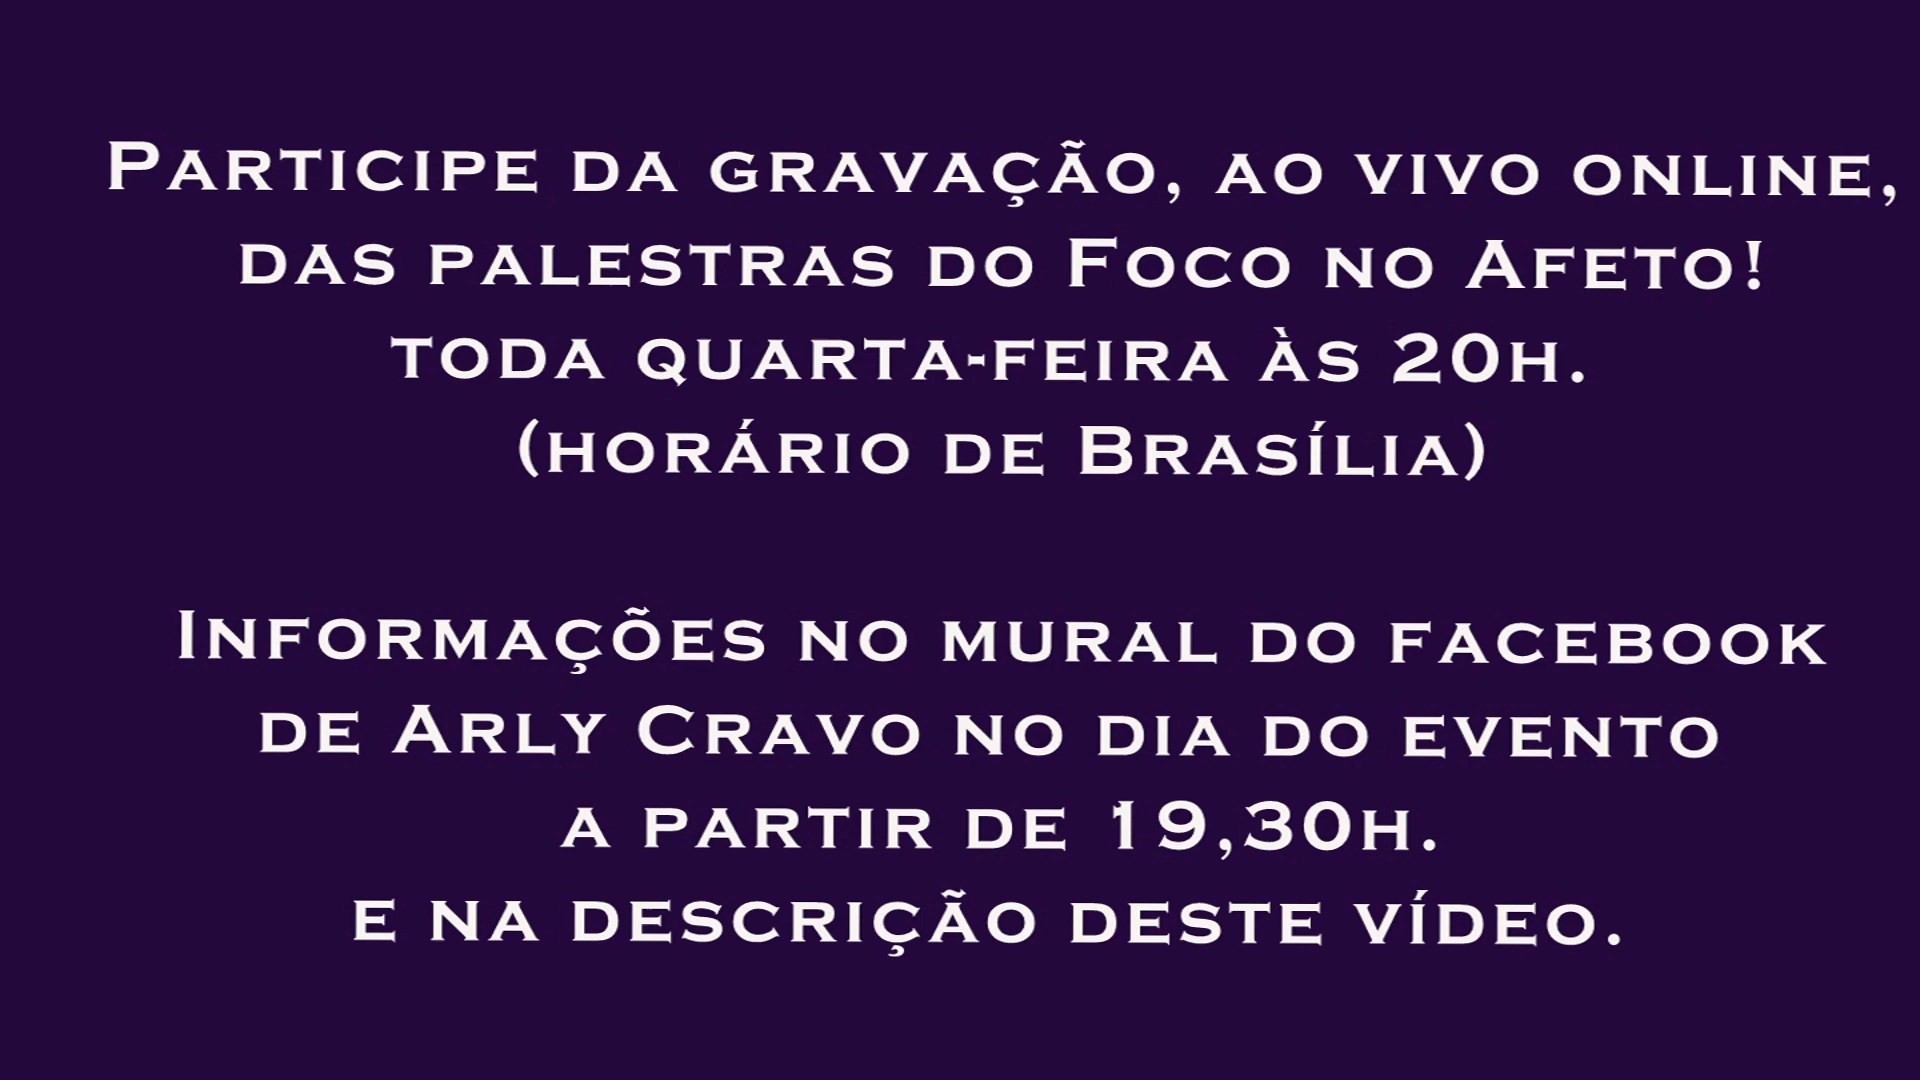 Participe da gravação, ao vivo online,
das palestras do Foco no Afeto!
toda quarta-feira às 20h.
(horário de Brasília)
Informações no mural do facebook
de Arly Cravo no dia do evento
a partir de 19,30h.
e na descrição deste vídeo.